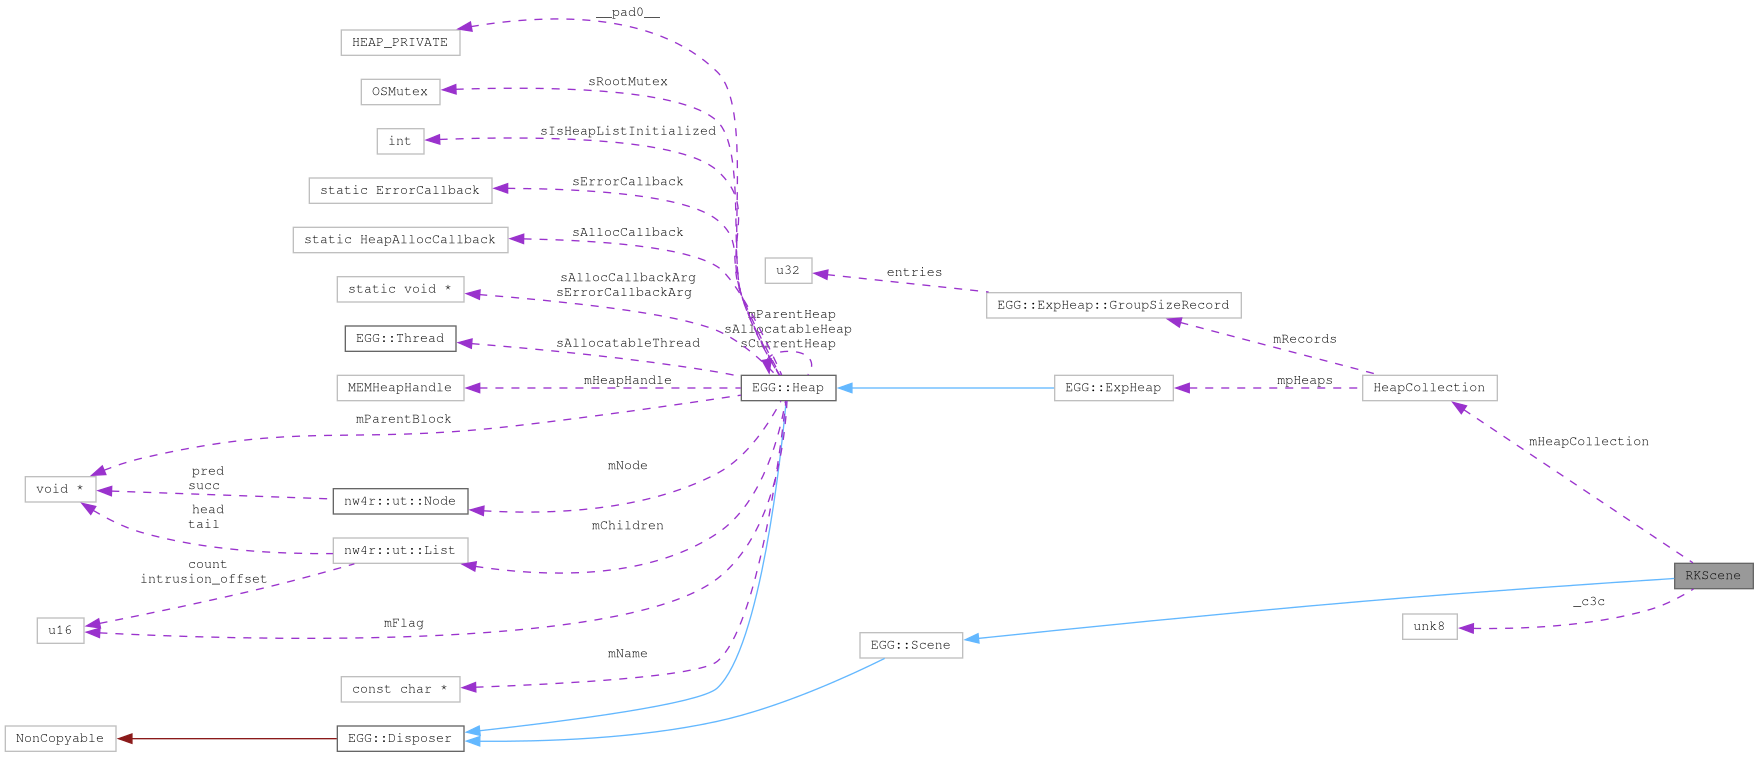 __pad0__
HEAP_PRIVATE
sRootMutex
OSMutex
sIsHeapListInitialized
int
sErrorCallback
static ErrorCallback
sAllocCallback
static HeapAllocCallback
sAllocCallbackArg
sErrorCallbackArg
static void *
u32
entries
EGG::ExpHeap::GroupSizeRecord
mParentHeap
sAllocatableHeap
sCurrentHeap
EGG::Thread
sAllocatableThread
mRecords
MEMHeapHandle
mHeapHandle
EGG::Heap
EGG::ExpHeap
mpHeaps
HeapCollection
mParentBlock
mHeapCollection
mNode
pred
succ
void *
nw4r::ut::Node
head
tail
mChildren
nw4r::ut::List
count
intrusion_offset
RKScene
_c3c
u16
mFlag
unk8
EGG::Scene
mName
const char *
NonCopyable
EGG::Disposer